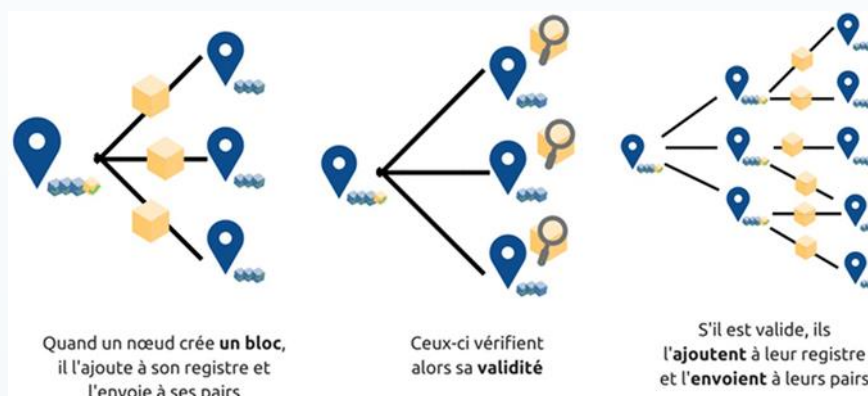 Quand un nœud crée un bloc,
il l'ajoute à son registre et
l'envoie à ses pairs
Ceux-ci vérifient
alors sa validité
S'il est valide, ils
l'ajoutent à leur registre
et l'envoient à leurs pairs